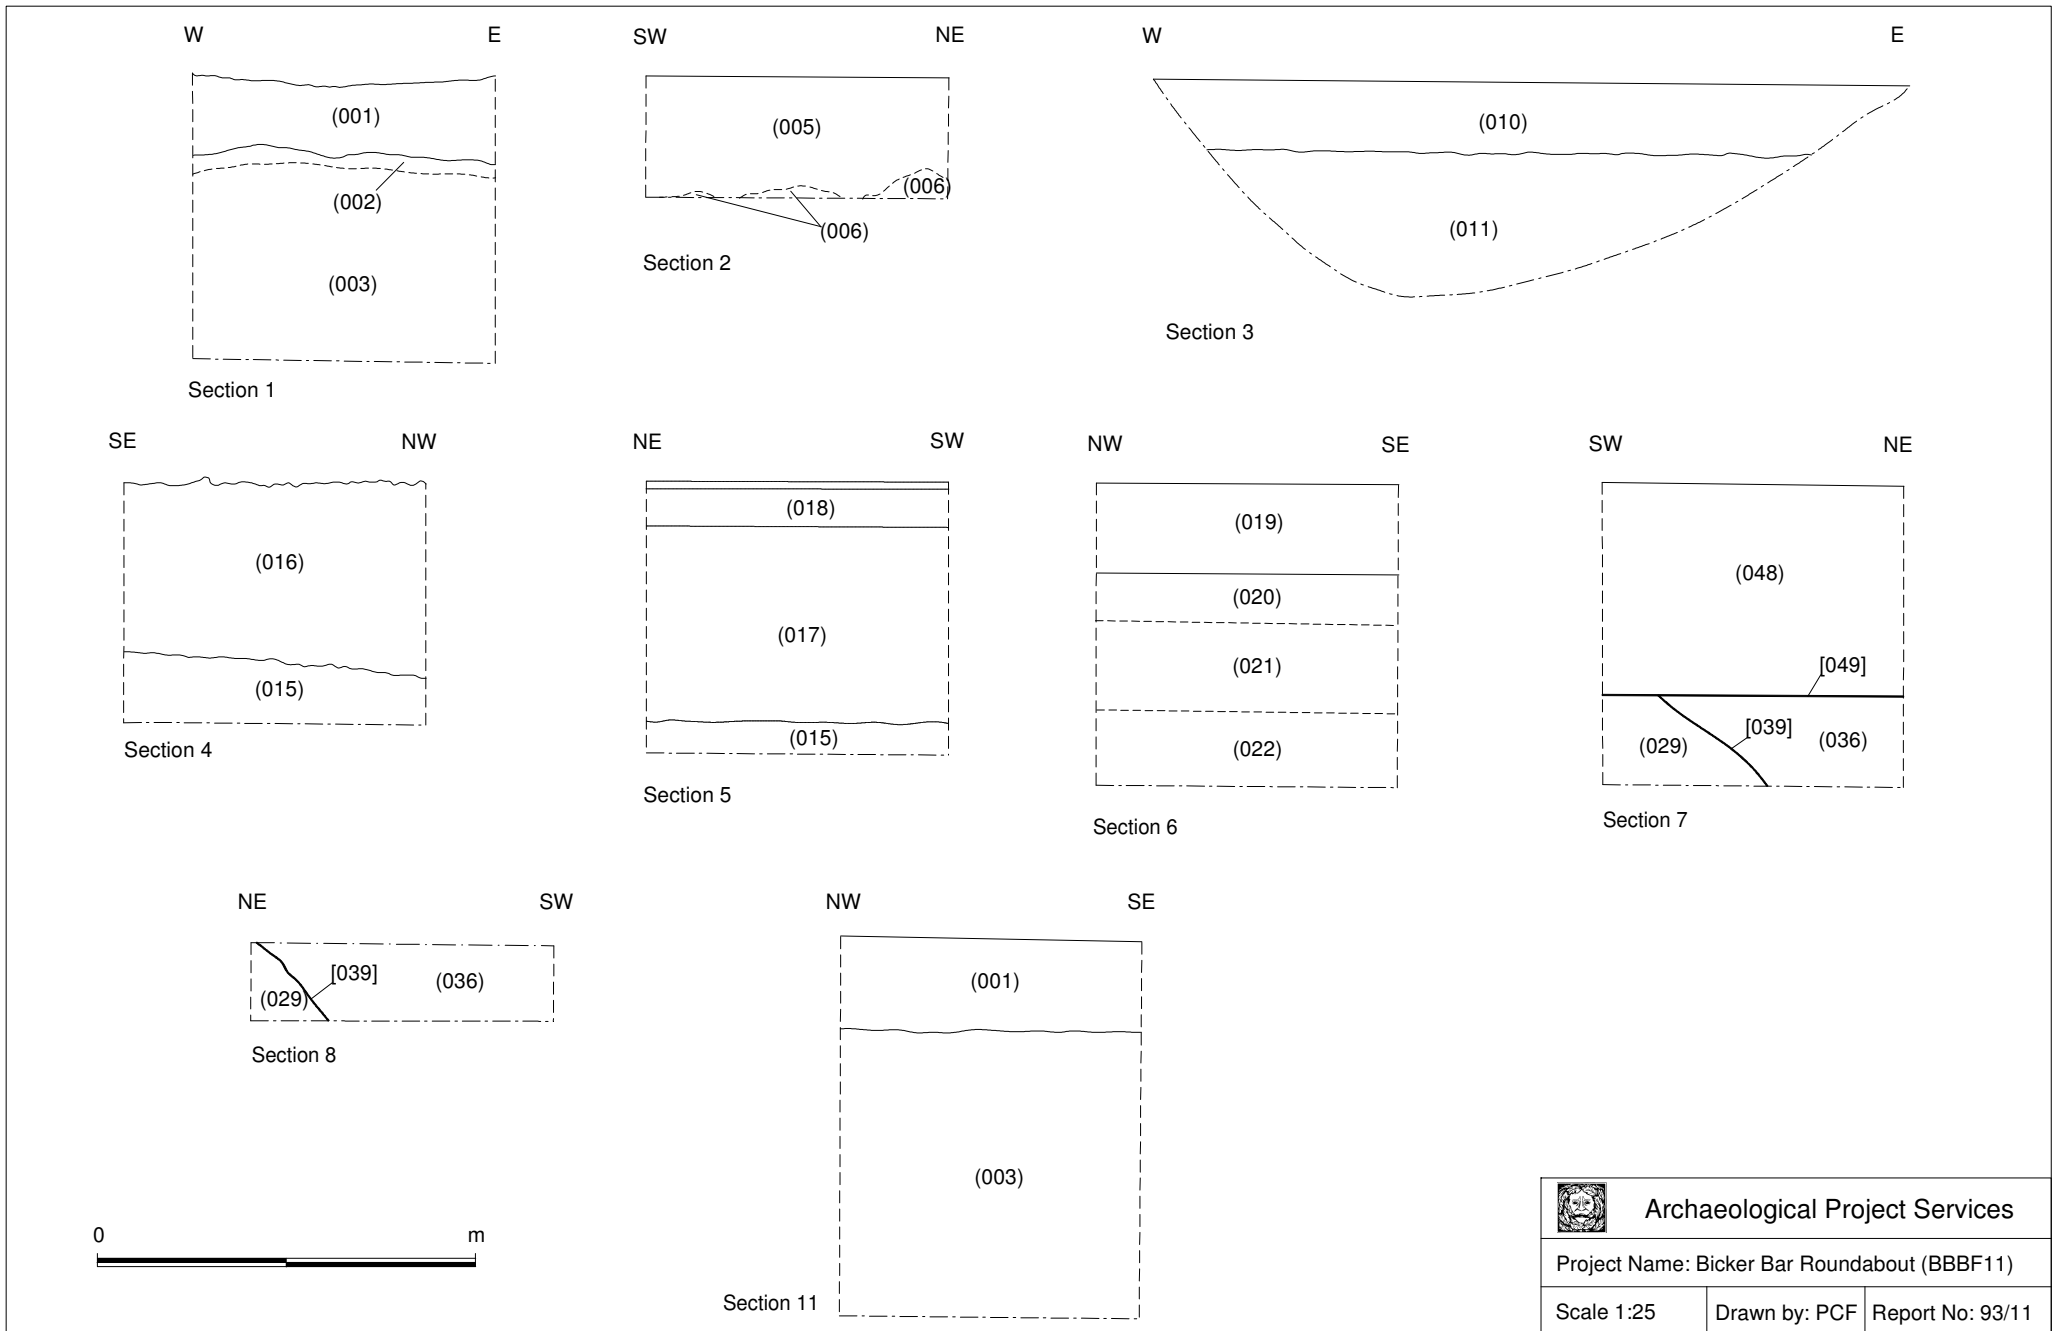 W E
(001)
(002)
(003)
Section 1
SW NE
(005)
(006)
(006)
Section 2
W E
(010)
(011)
Section 3
SE NW
(016)
(015)
Section 4
NE SW
(018)
(017)
(015)
Section 5
NW SE
(019)
(020)
(021)
(022)
Section 6
SW NE
(048)
[049]
[039]
(029)
(036)
Section 7
NE SW
[039]
(029)
(036)
Section 8
NW SE
(001)
(003)
Section 11
0 m
Archaeological Project Services
Project Name: Bicker Bar Roundabout (BBBF11)
Scale 1:25 Drawn by: PCF Report No: 93/11